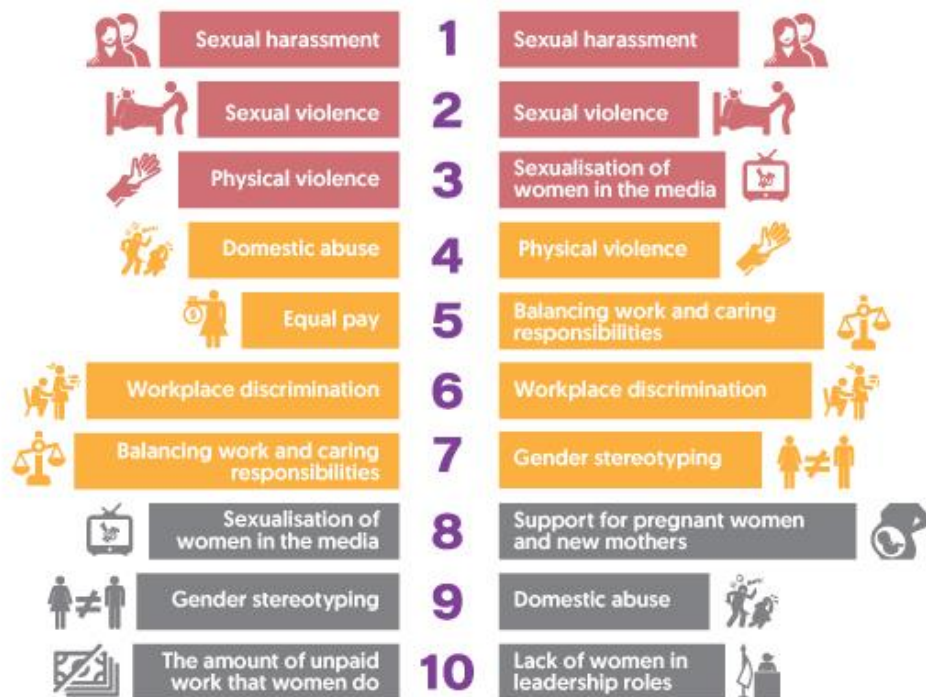 Sexual harassment 1 Sexual harassment
Sexual violence 2 Sexual violence
Physical violence 3 Sexualisation of
women in the media
Domestic abuse 4 Physical violence
Equal pay 5 Balancing work and caring
responsibilities
Workplace discrimination 6 Workplace discrimination
Balancing work and caring
responsibilities 7 Gender stereotyping
Sexualisation of
women in the media 8 Support for pregnant women
and new mothers
Gender stereotyping 9 Domestic abuse
The amount of unpaid
work that women do 10 Lack of women in
leadership roles